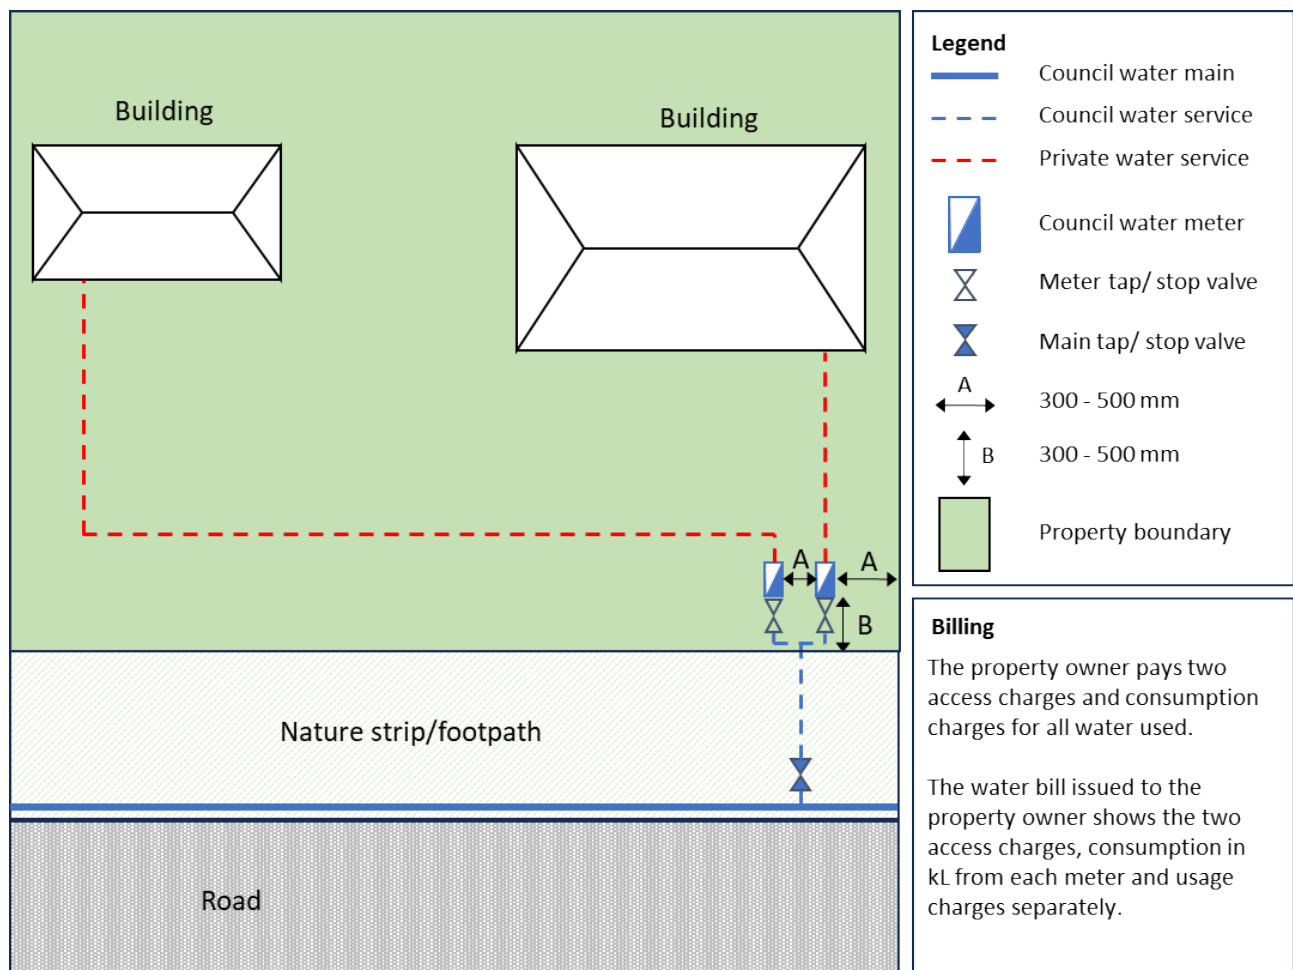 Building
Building
A
A
B
Nature strip/footpath
Road
Legend
Council water main
Council water service
Private water service
Council water meter
Meter tap/ stop valve
Main tap/ stop valve
A
300 - 500 mm
B
300 - 500 mm
Property boundary
Billing
The property owner pays two
access charges and consumption
charges for all water used.
The water bill issued to the
property owner shows the two
access charges, consumption in
kL from each meter and usage
charges separately.